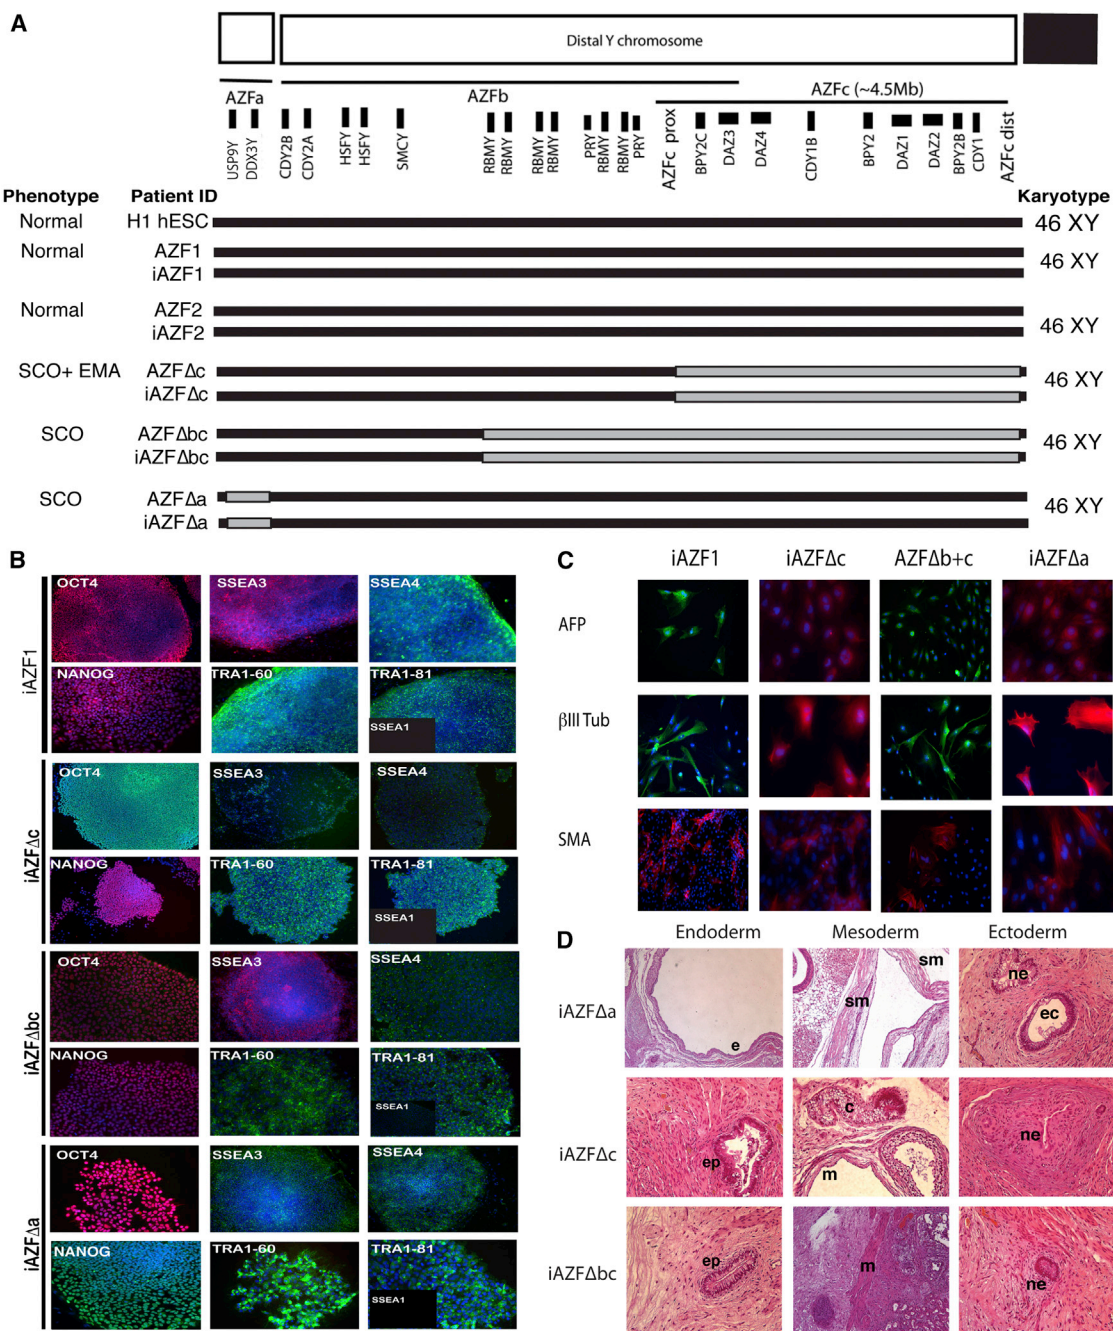 A
Distal Y chromosome
AZFa
AZFb
AZFc (~4.5Mb)
USP9Y
DDX3Y
CDY2B
CDY2A
HSFY
HSFY
SMCY
RBMY
RBMY
RBMY
RBMY
PRY
RBMY
RBMY
PRY
AZFc prox
BPY2C
DAZ3
DAZ4
CDY1B
BPY2
DAZ1
DAZ2
BPY2B
CDY1
AZFc dist
Phenotype Patient ID Karyotype
Normal H1 hESC 46 XY
Normal AZF1 46 XY
iAZF1
Normal AZF2 46 XY
iAZF2
SCO+ EMA AZFΔc 46 XY
iAZFΔc
SCO AZFΔbc 46 XY
iAZFΔbc
SCO AZFΔa 46 XY
iAZFΔa
B
iAZF1
OCT4 SSEA3 SSEA4
NANOG TRA1-60 TRA1-81
SSEA1
iAZFΔc
OCT4 SSEA3 SSEA4
NANOG TRA1-60 TRA1-81
SSEA1
iAZFΔbc
OCT4 SSEA3 SSEA4
NANOG TRA1-60 TRA1-81
SSEA1
iAZFΔa
OCT4 SSEA3 SSEA4
NANOG TRA1-60 TRA1-81
SSEA1
C
iAZF1 iAZFΔc AZFΔb+c iAZFΔa
AFP
βIII Tub
SMA
D
Endoderm Mesoderm Ectoderm
iAZFΔa
e
sm
sm
ne
ec
iAZFΔc
ep
c
m
ne
iAZFΔbc
ep
m
ne